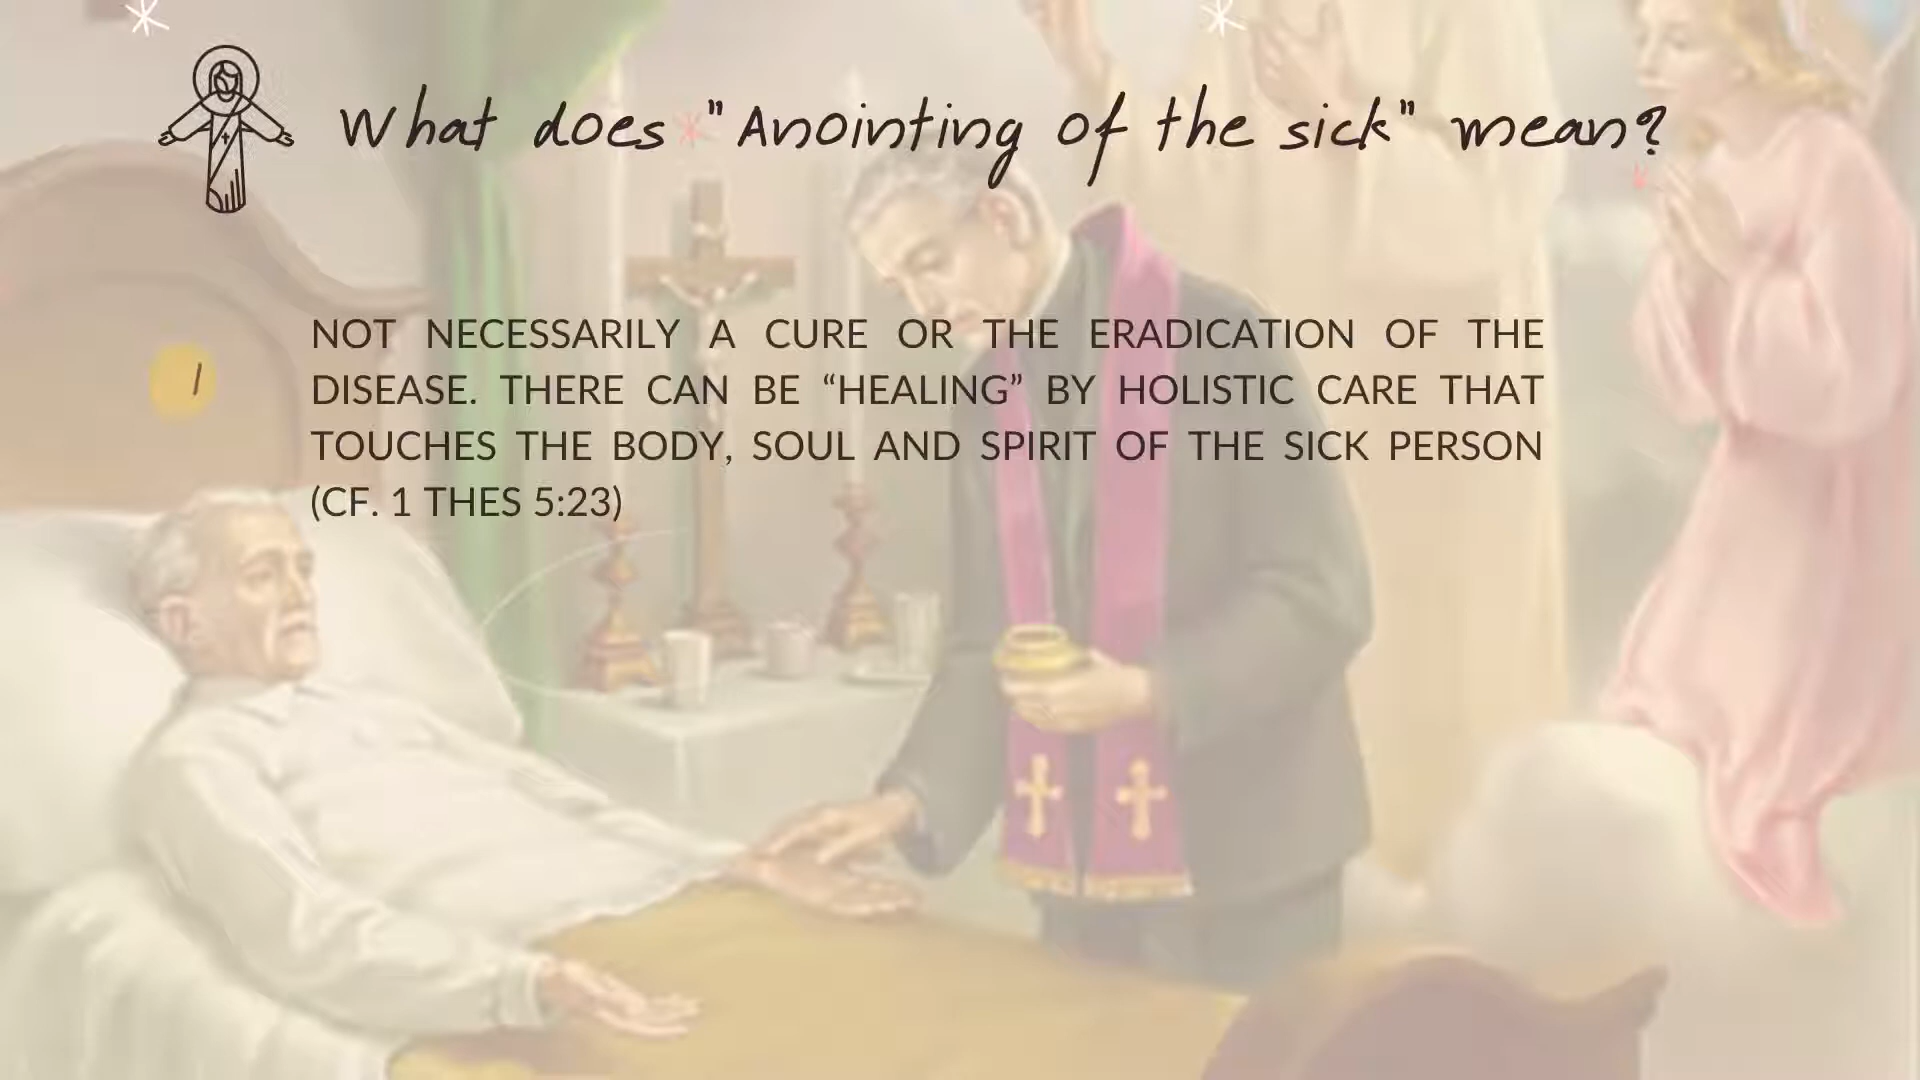 What does "Anointing of the sick" mean?
NOT NECESSARILY A CURE OR THE ERADICATION OF THE
DISEASE. THERE CAN BE “HEALING” BY HOLISTIC CARE THAT
TOUCHES THE BODY, SOUL AND SPIRIT OF THE SICK PERSON
(CF. 1 THES 5:23)